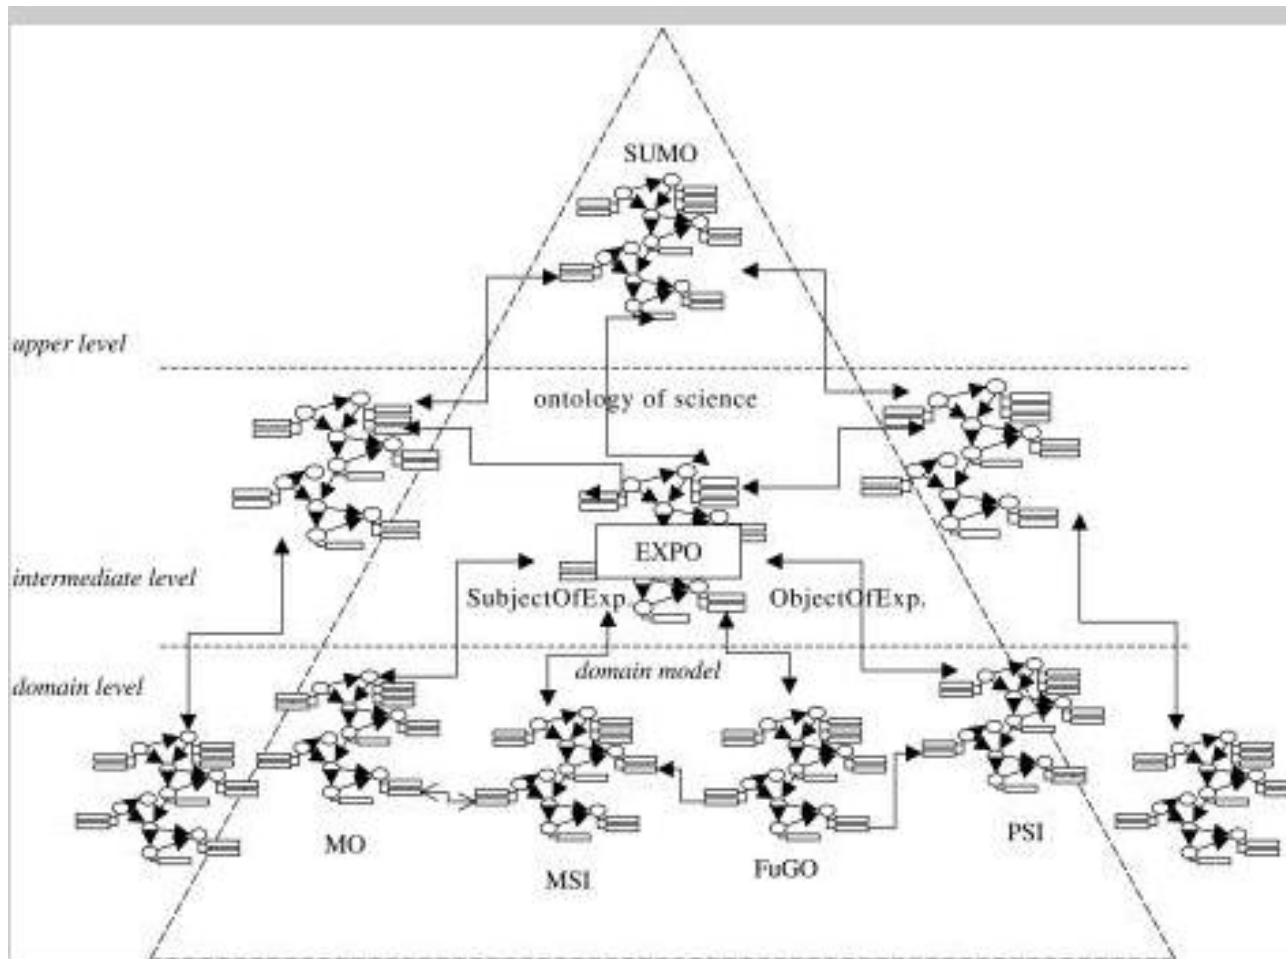 SUMO
upper level
ontology of science
EXPO
intermediate level
SubjectOfExp.
ObjectOfExp.
domain model
domain level
MO
MSI
FuGO
PSI